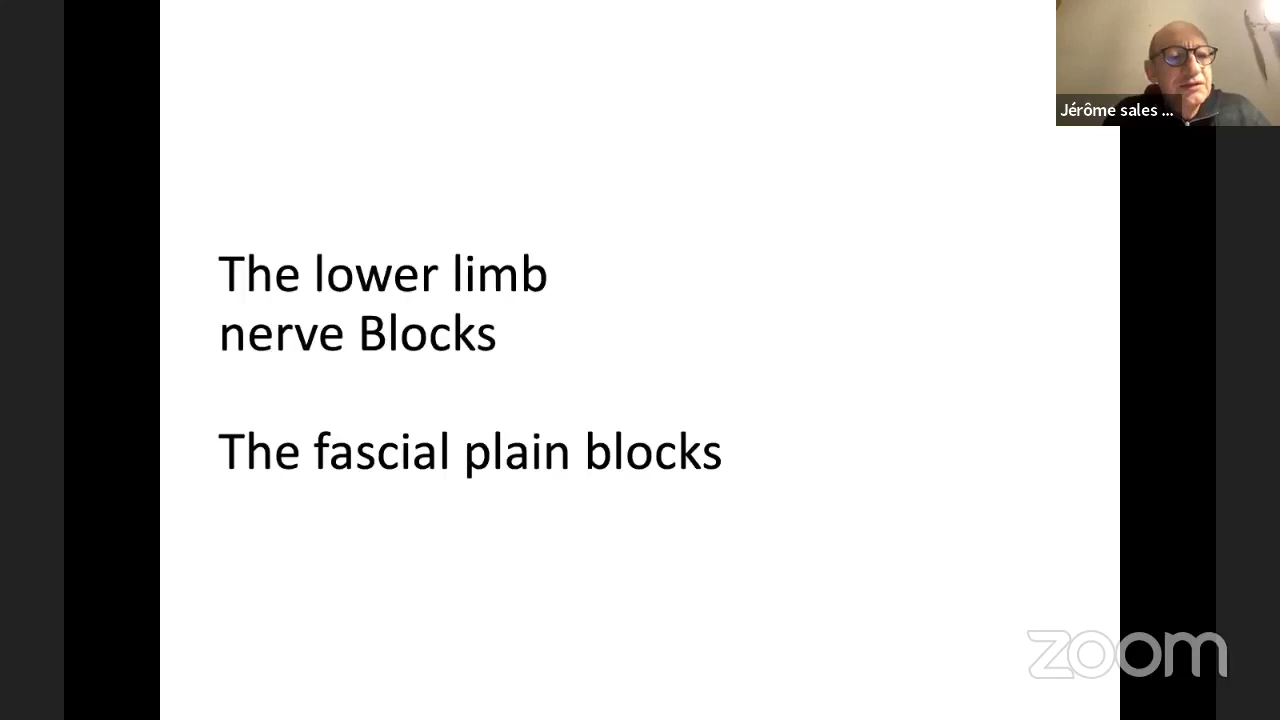 Jérôme sales ...
The lower limb
nerve Blocks
The fascial plain blocks
zoom